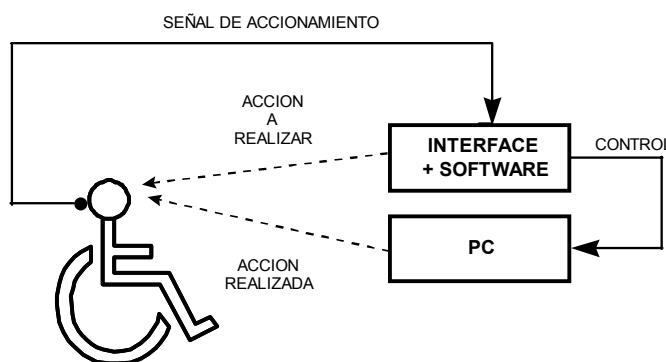 SEÑAL DE ACCIONAMIENTO
ACCION
A
REALIZAR
INTERFACE
+ SOFTWARE
CONTROL
PC
ACCION
REALIZADA